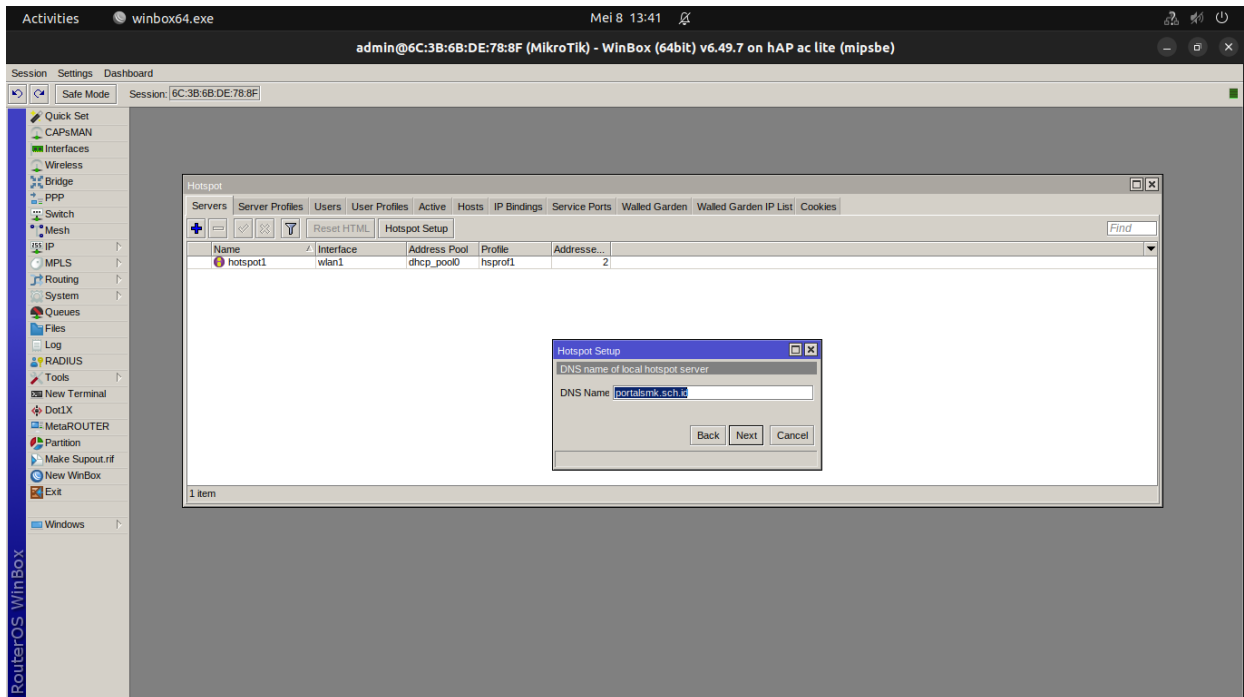 Activities winbox64.exe Mei 8 13:41
admin@6C:3B:6B:DE:78:8F (MikroTik) - WinBox (64bit) v6.49.7 on hAP ac lite (mipsbe)
Session Settings Dashboard
Safe Mode Session: 6C:3B:6B:DE:78:8F
Quick Set
CAPsMAN
Interfaces
Wireless
Bridge
PPP
Switch
Mesh
IP
MPLS
Routing
System
Queues
Files
Log
RADIUS
Tools
New Terminal
Dot1X
MetaROUTER
Partition
Make Supout.rif
New WinBox
Exit
Windows
RouterOS WinBox
Hotspot
Servers Server Profiles Users User Profiles Active Hosts IP Bindings Service Ports Walled Garden Walled Garden IP List Cookies
Reset HTML Hotspot Setup Find
Name Interface Address Pool Profile Addresse...
hotspot1 wlan1 dhcp_pool0 hsprof1 2
1 item
Hotspot Setup
DNS name of local hotspot server
DNS Name portalsmk.sch.id
Back Next Cancel